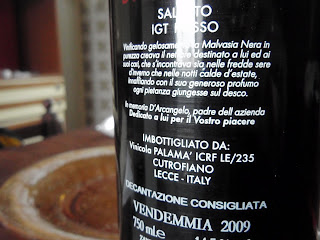 SALENTO
IGT ROSSO
Vinificando gelosamente la Malvasia Nera in
purezza creava il nettare destinato a lui ed ai
suoi cari, che s'incontrava sia nelle fredde sere
d'inverno che nelle notti calde d'estate,
innaffiando con il suo generoso profumo
ogni pietanza giungesse sul desco.
In memoria D'Arcangelo, padre dell'azienda
Dedicato a lui per il Vostro piacere
IMBOTTIGLIATO DA:
Vinicola PALAMA' ICRF LE/235
CUTROFIANO
LECCE - ITALY
DECANTAZIONE CONSIGLIATA
VENDEMMIA 2009
750 ml. e